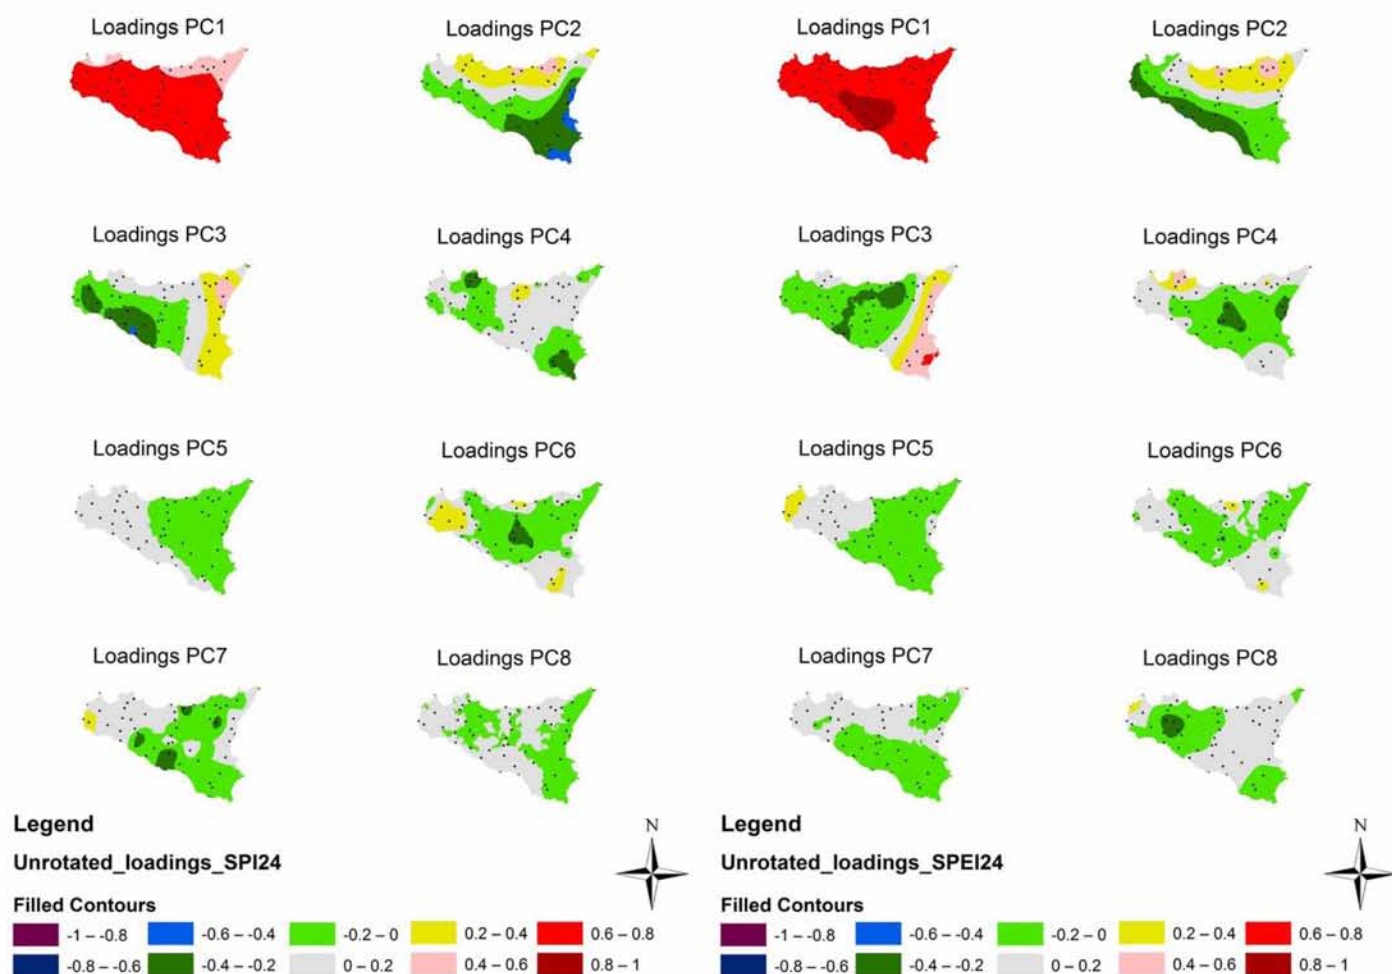 Loadings PC1
Loadings PC2
Loadings PC1
Loadings PC2
Loadings PC3
Loadings PC4
Loadings PC3
Loadings PC4
Loadings PC5
Loadings PC6
Loadings PC5
Loadings PC6
Loadings PC7
Loadings PC8
Loadings PC7
Loadings PC8
Legend
N
Unrotated_loadings_SPI24
Filled Contours
-1 – -0.8
-0.6 – -0.4
-0.2 – 0
0.2 – 0.4
0.6 – 0.8
-0.8 – -0.6
-0.4 – -0.2
0 – 0.2
0.4 – 0.6
0.8 – 1
Legend
N
Unrotated_loadings_SPEI24
Filled Contours
-1 – -0.8
-0.6 – -0.4
-0.2 – 0
0.2 – 0.4
0.6 – 0.8
-0.8 – -0.6
-0.4 – -0.2
0 – 0.2
0.4 – 0.6
0.8 – 1